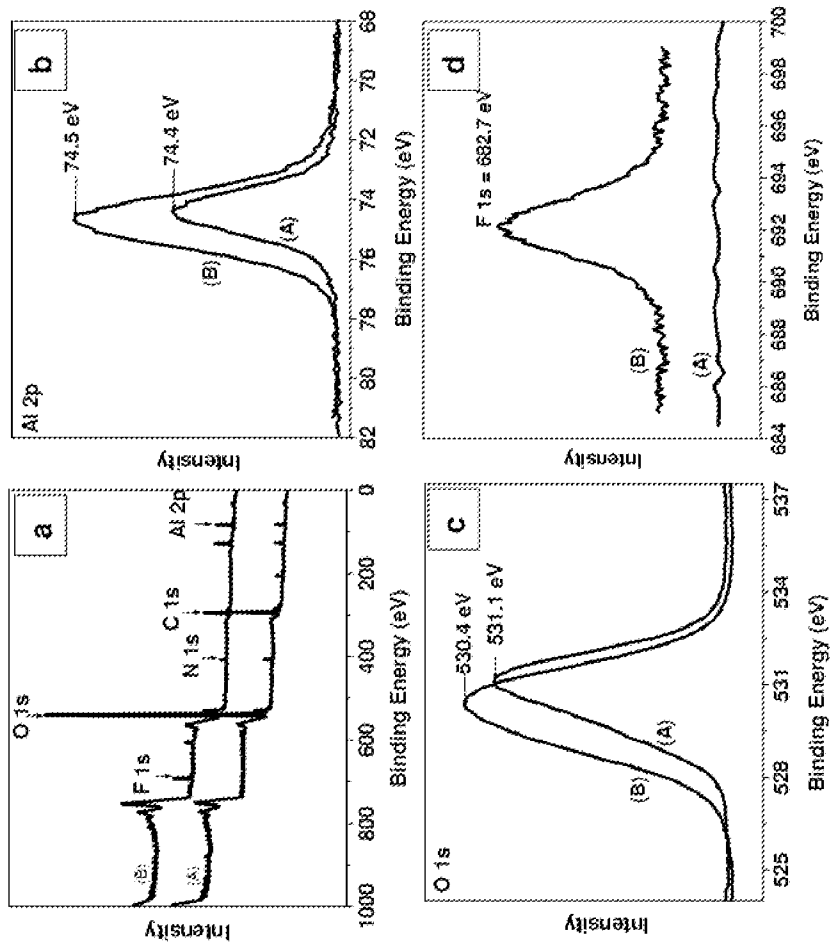 a
O 1s
F 1s
N 1s
C 1s
Al 2p
(B)
(A)
Intensity
1000 800 600 400 200 0
Binding Energy (eV)
b
Al 2p
74.5 eV
74.4 eV
(B)
(A)
Intensity
82 80 78 76 74 72 70 68
Binding Energy (eV)
c
O 1s
530.4 eV
531.1 eV
(B)
(A)
Intensity
525 528 531 534 537
Binding Energy (eV)
d
F 1s = 682.7 eV
(B)
(A)
Intensity
684 686 688 690 692 694 696 698 700
Binding Energy (eV)